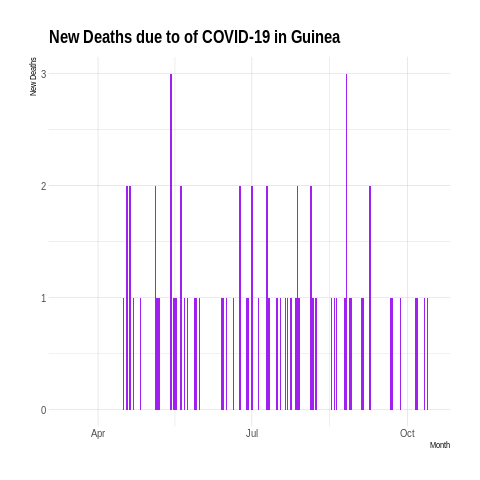 New Deaths due to of COVID-19 in Guinea
New Deaths
3
2
1
0
Apr
Jul
Oct
Month